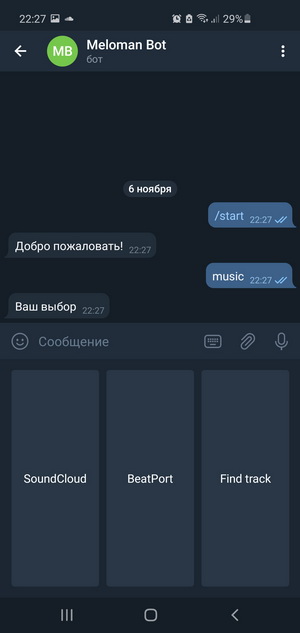 22:27 29%
MB Meloman Bot
бот
6 ноября
/start 22:27
Добро пожаловать! 22:27
music 22:27
Ваш выбор 22:27
Сообщение
SoundCloud BeatPort Find track